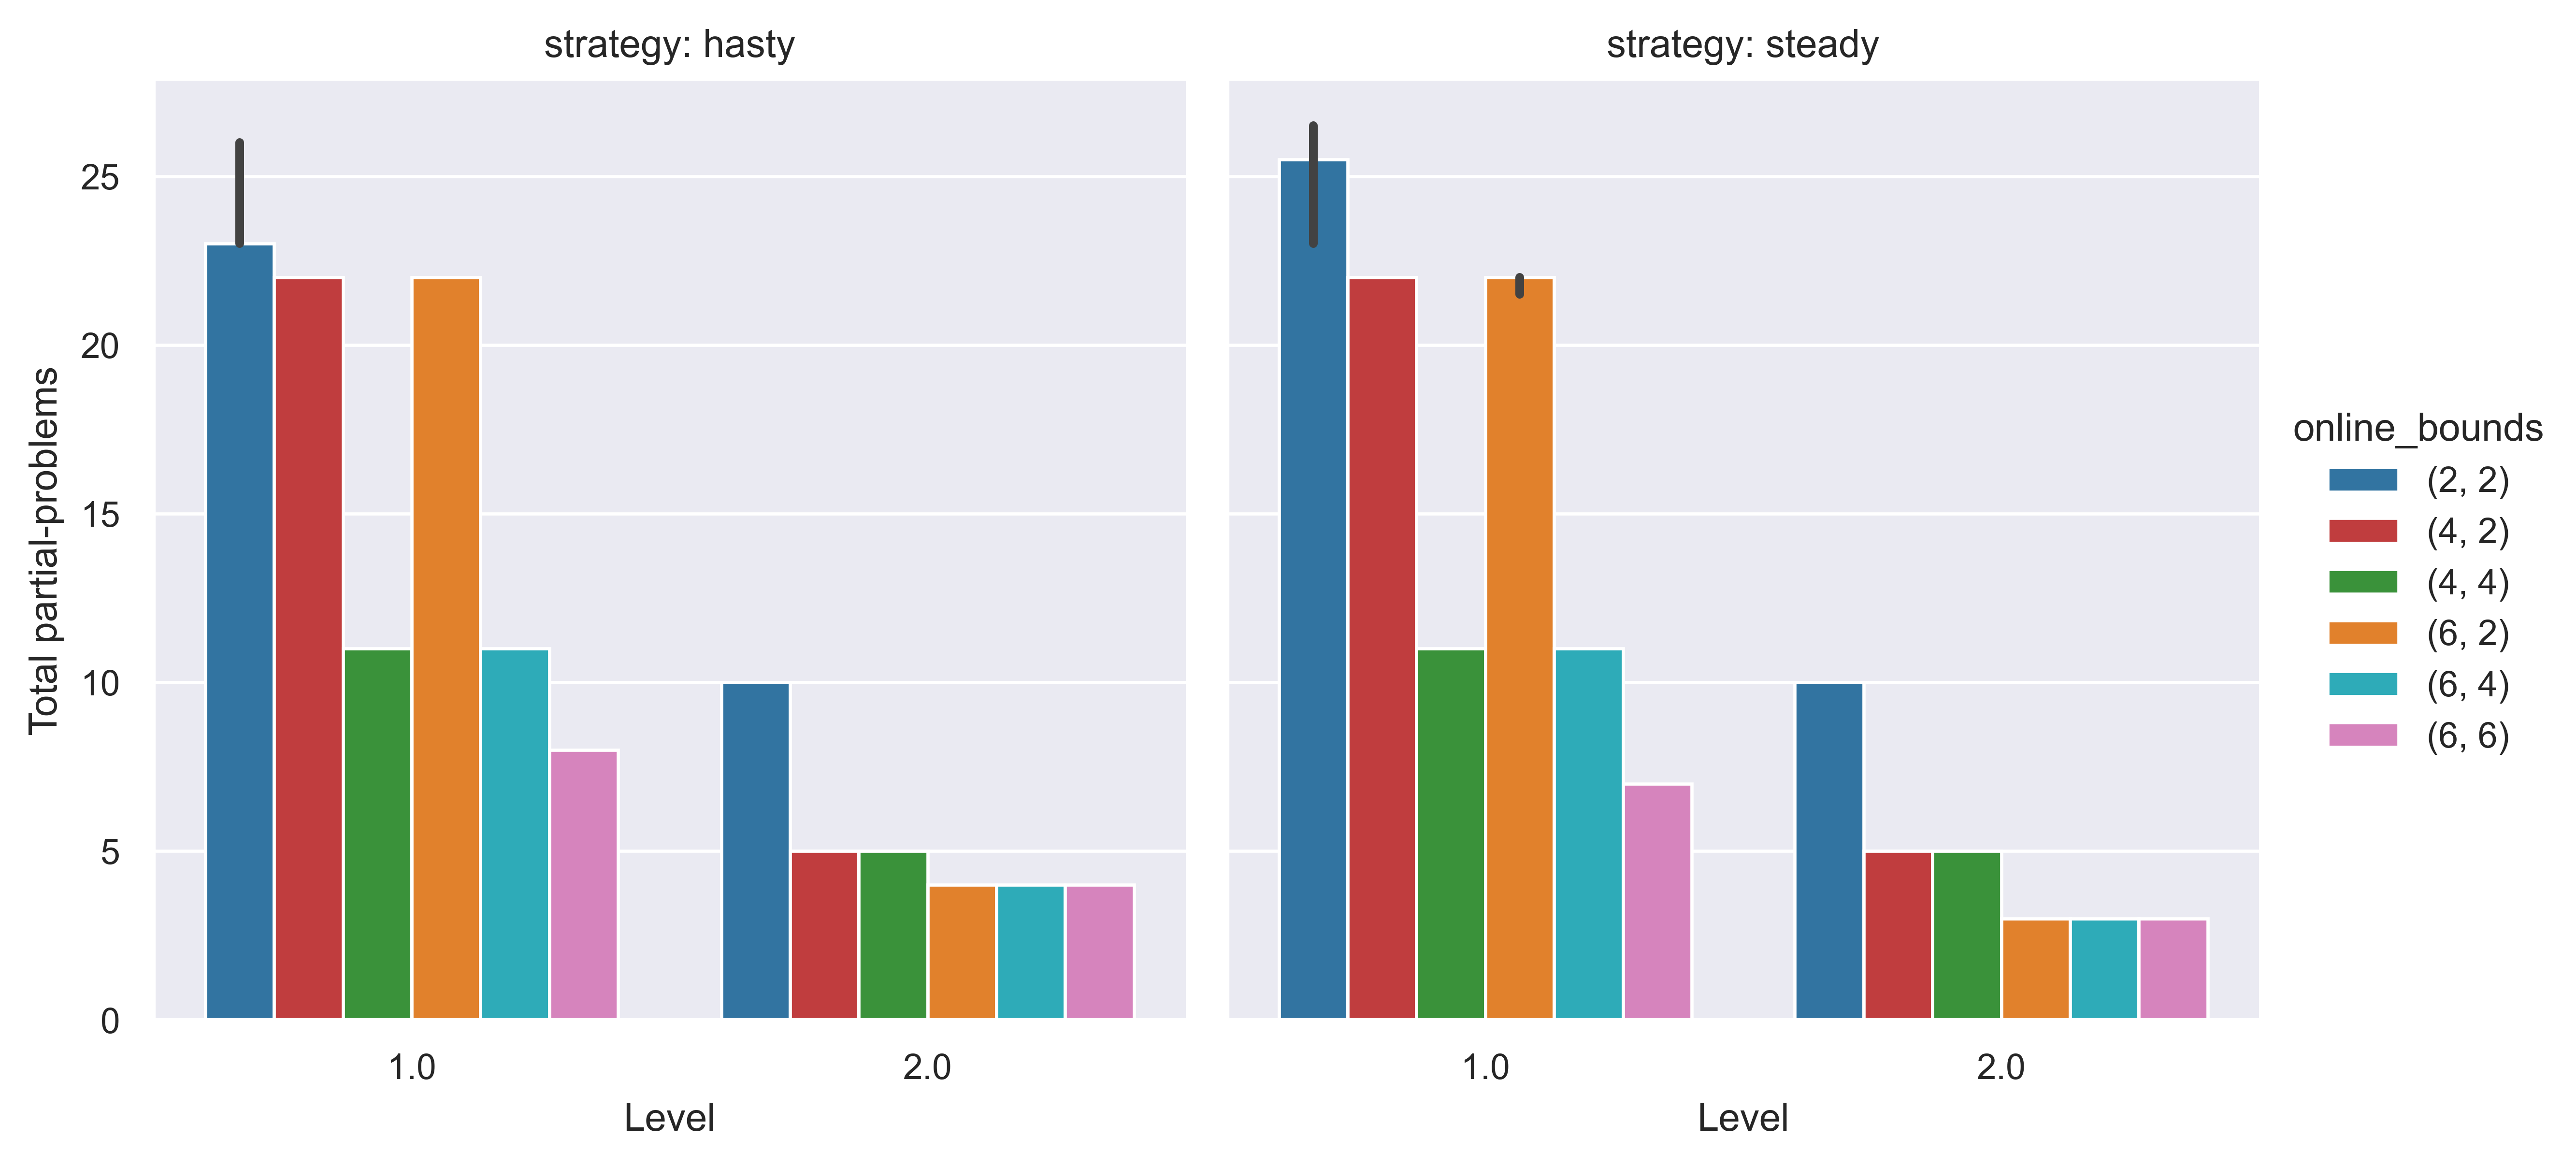 strategy: hasty
strategy: steady
Total partial-problems
25
20
15
10
5
0
1.0
2.0
1.0
2.0
Level
Level
online_bounds
(2, 2)
(4, 2)
(4, 4)
(6, 2)
(6, 4)
(6, 6)